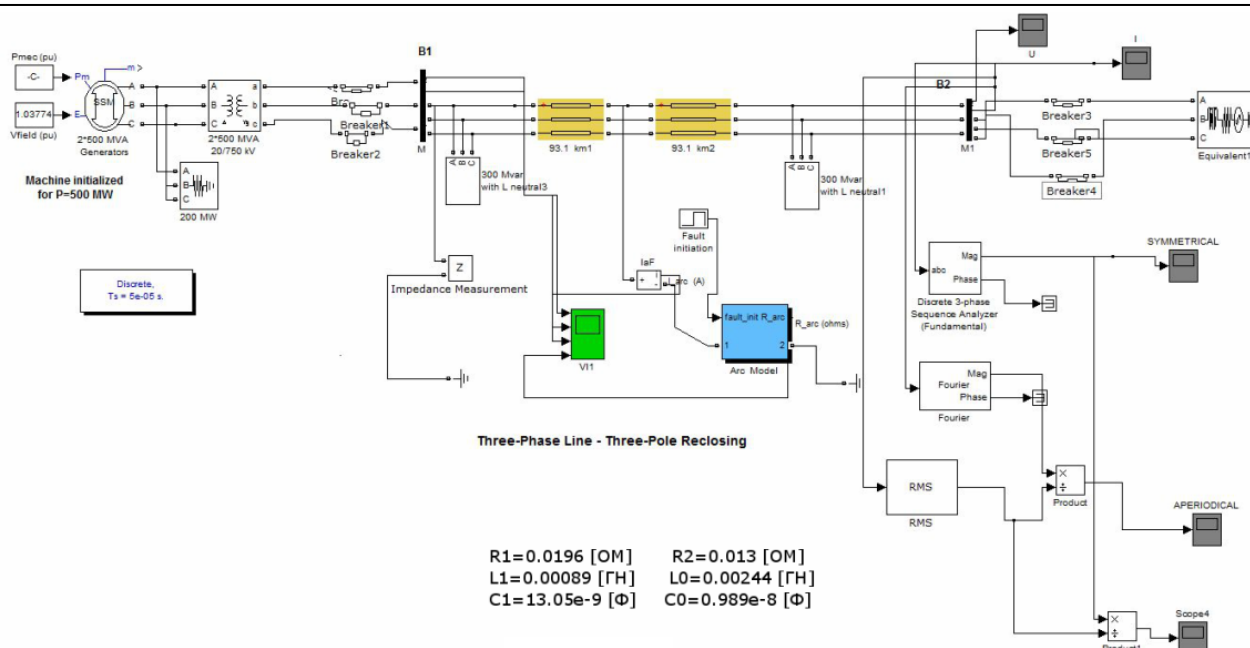 Pmec (pu)
-C-
1.03774
Vfield (pu)
Pm
E
m
SSM
A
B
C
2*500 MVA
Generators
A
B
C
a
b
c
2*500 MVA
20/750 kV
Machine initialized
for P=500 MW
A
B
C
200 MW
Discrete,
Ts = 5e-05 s.
Breaker1
Breaker2
B1
M
93.1 km1
93.1 km2
A
B
C
300 Mvar
with L neutral3
A
B
C
300 Mvar
with L neutral1
Z
Impedance Measurement
VI1
Fault
initiation
IaF
fault_init R_arc
1
2
R_arc (ohms)
Arc Model
B2
M1
U
I
Breaker3
Breaker5
Breaker4
A
B
C
Equivalent1
abc
Mag
Phase
Discrete 3-phase
Sequence Analyzer
(Fundamental)
SYMMETRICAL
Mag
Fourier
Phase
Fourier
RMS
RMS
×
÷
Product
APERIODICAL
×
÷
Product1
Scope4
Three-Phase Line - Three-Pole Reclosing
R1=0.0196 [ОМ] R2=0.013 [ОМ]
L1=0.00089 [ГН] L0=0.00244 [ГН]
C1=13.05e-9 [Ф] C0=0.989e-8 [Ф]